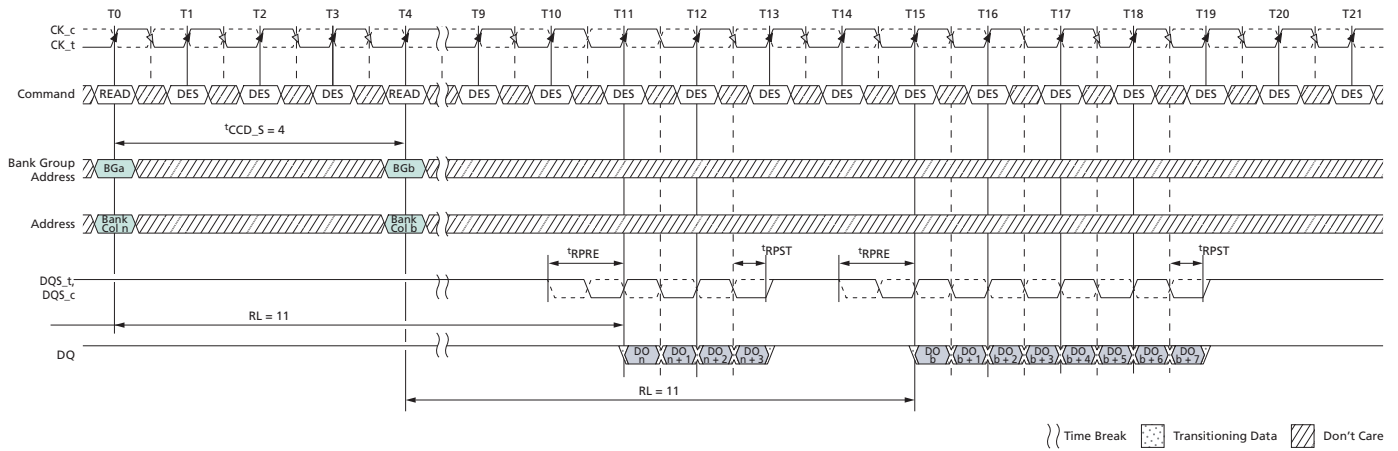 T0 T1 T2 T3 T4 T9 T10 T11 T12 T13 T14 T15 T16 T17 T18 T19 T20 T21
CK_c
CK_t
Command READ DES DES DES READ DES DES DES DES DES DES DES DES DES DES DES DES DES
tCCD_S = 4
Bank Group
Address
BGa BGb
Address
Bank
Col n
Bank
Col b
tRPRE tRPST tRPRE tRPST
DQS_t,
DQS_c
RL = 11
DQ
DO
n
DO
n + 1
DO
n + 2
DO
n + 3
DO
b
DO
b + 1
DO
b + 2
DO
b + 3
DO
b + 4
DO
b + 5
DO
b + 6
DO
b + 7
RL = 11
Time Break Transitioning Data Don't Care